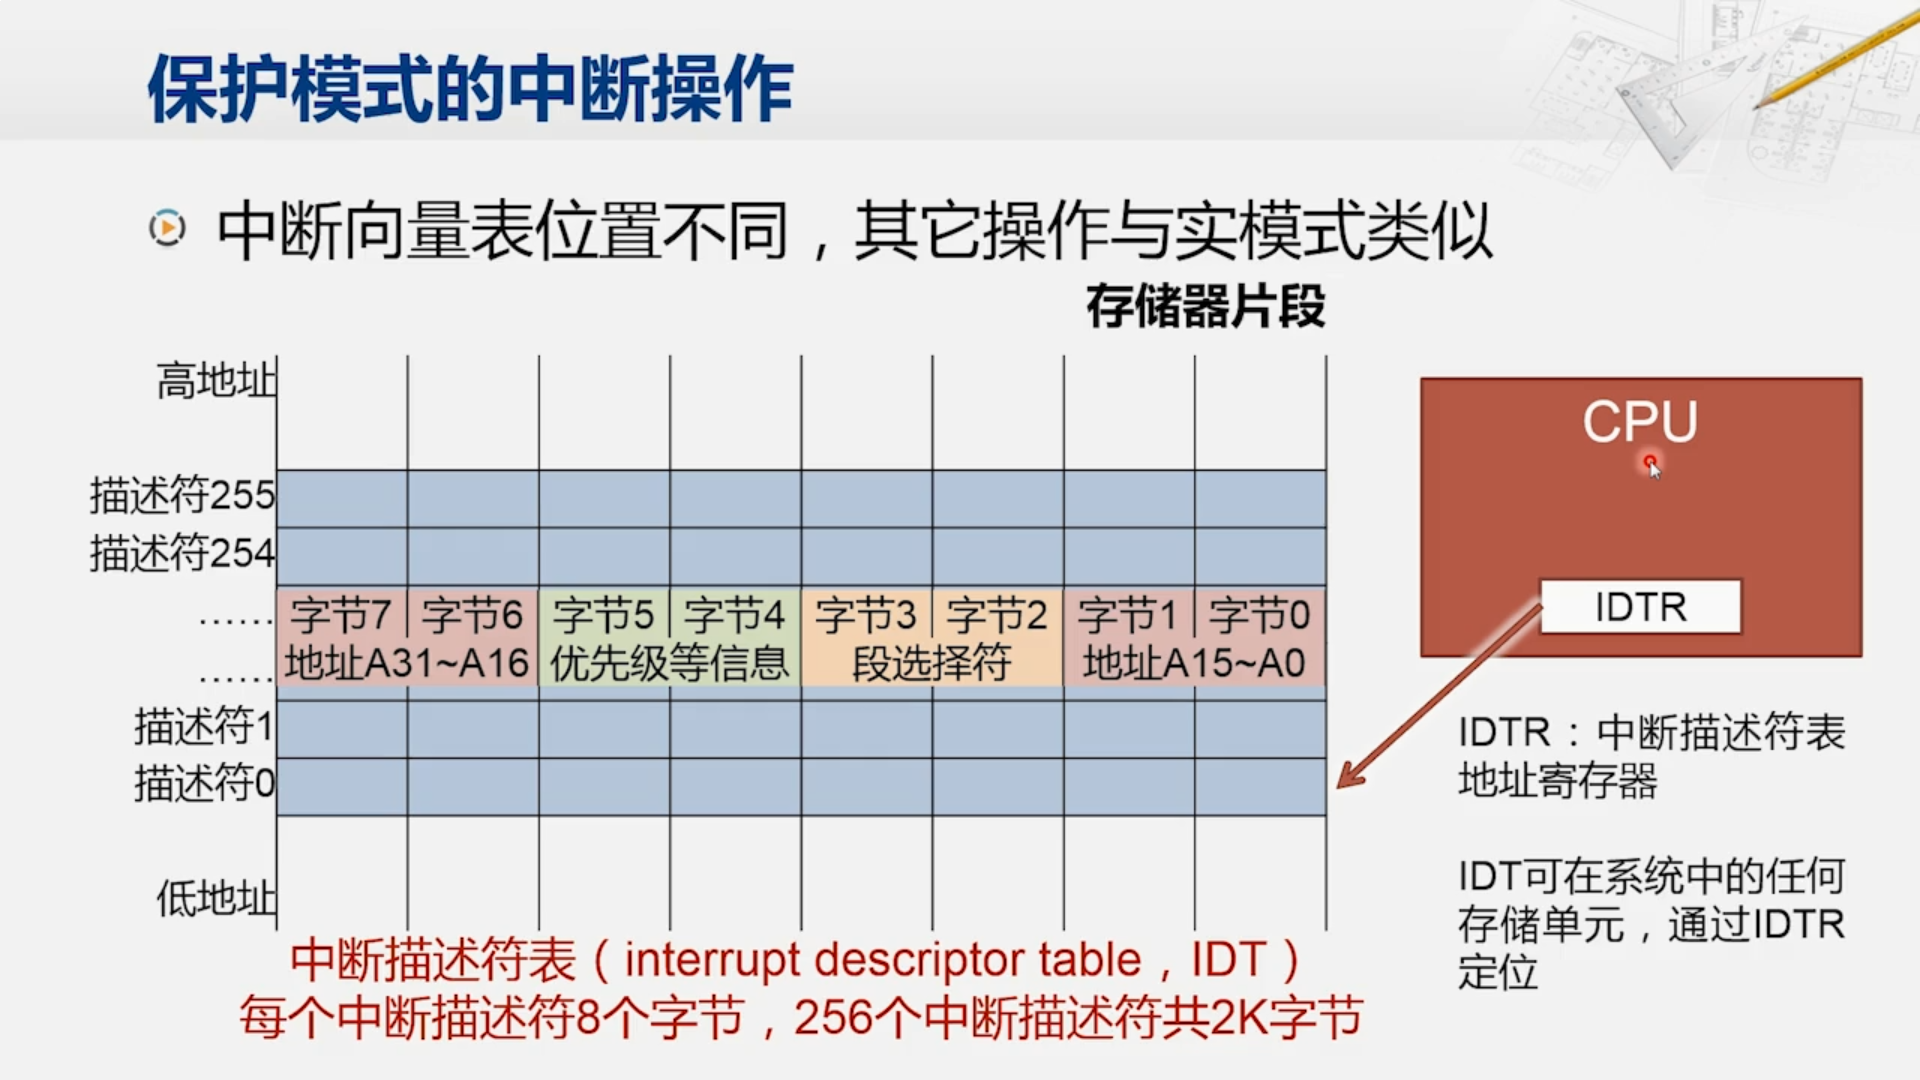 保护模式的中断操作
中断向量表位置不同，其它操作与实模式类似
存储器片段
高地址
描述符255
描述符254
……
……
描述符1
描述符0
低地址
字节7 字节6 字节5 字节4 字节3 字节2 字节1 字节0
地址A31~A16 优先级等信息 段选择符 地址A15~A0
CPU
IDTR
IDTR：中断描述符表
地址寄存器
IDT可在系统中的任何
存储单元，通过IDTR
定位
中断描述符表（interrupt descriptor table，IDT）
每个中断描述符8个字节，256个中断描述符共2K字节